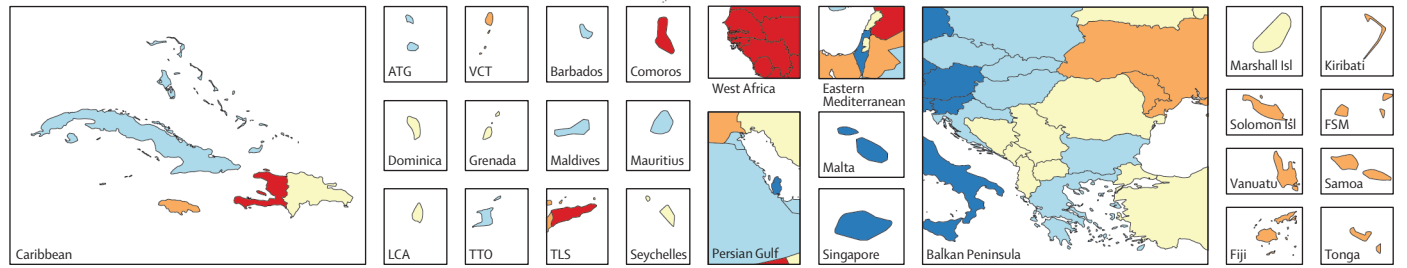 Caribbean
ATG
VCT
Barbados
Comoros
Dominica
Grenada
Maldives
Mauritius
LCA
TTO
TLS
Seychelles
West Africa
Eastern
Mediterranean
Persian Gulf
Malta
Singapore
Balkan Peninsula
Marshall Isl
Kiribati
Solomon Isl
FSM
Vanuatu
Samoa
Fiji
Tonga